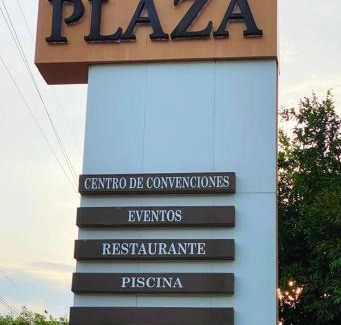 PLAZA
CENTRO DE CONVENCIONES
EVENTOS
RESTAURANTE
PISCINA